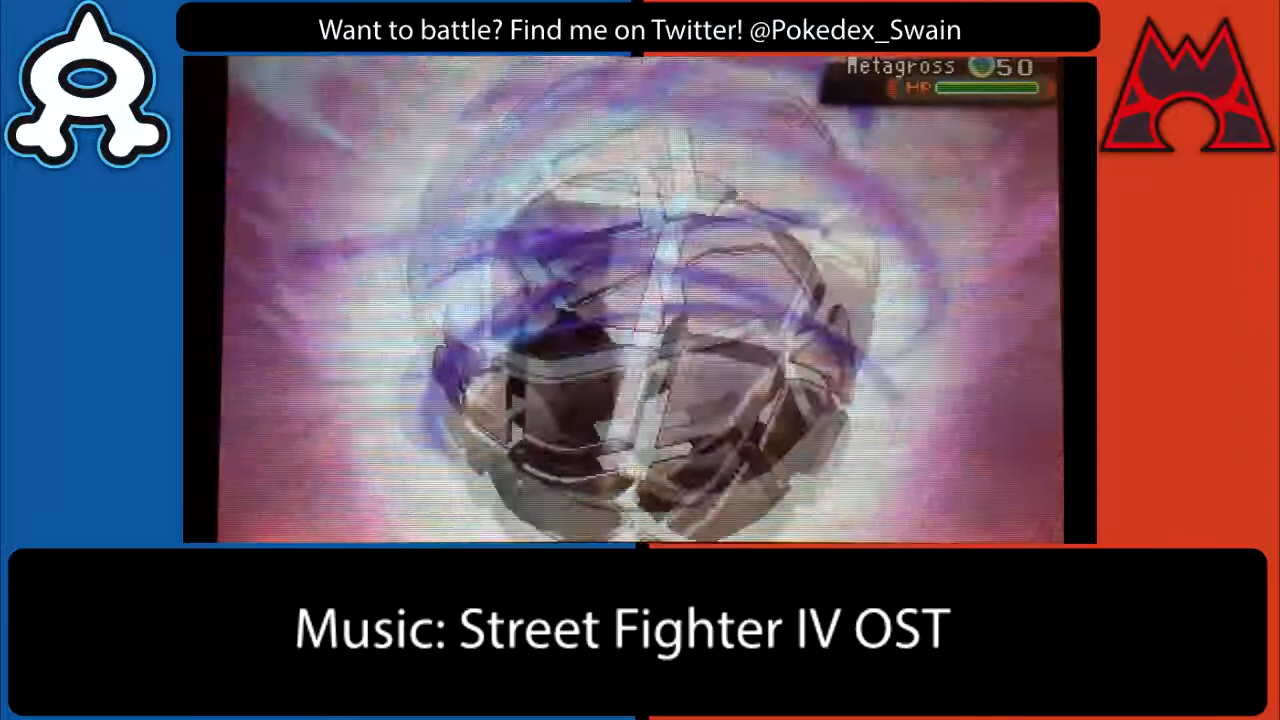 Want to battle? Find me on Twitter! @Pokedex_Swain
Metagross 50
HP
Music: Street Fighter IV OST